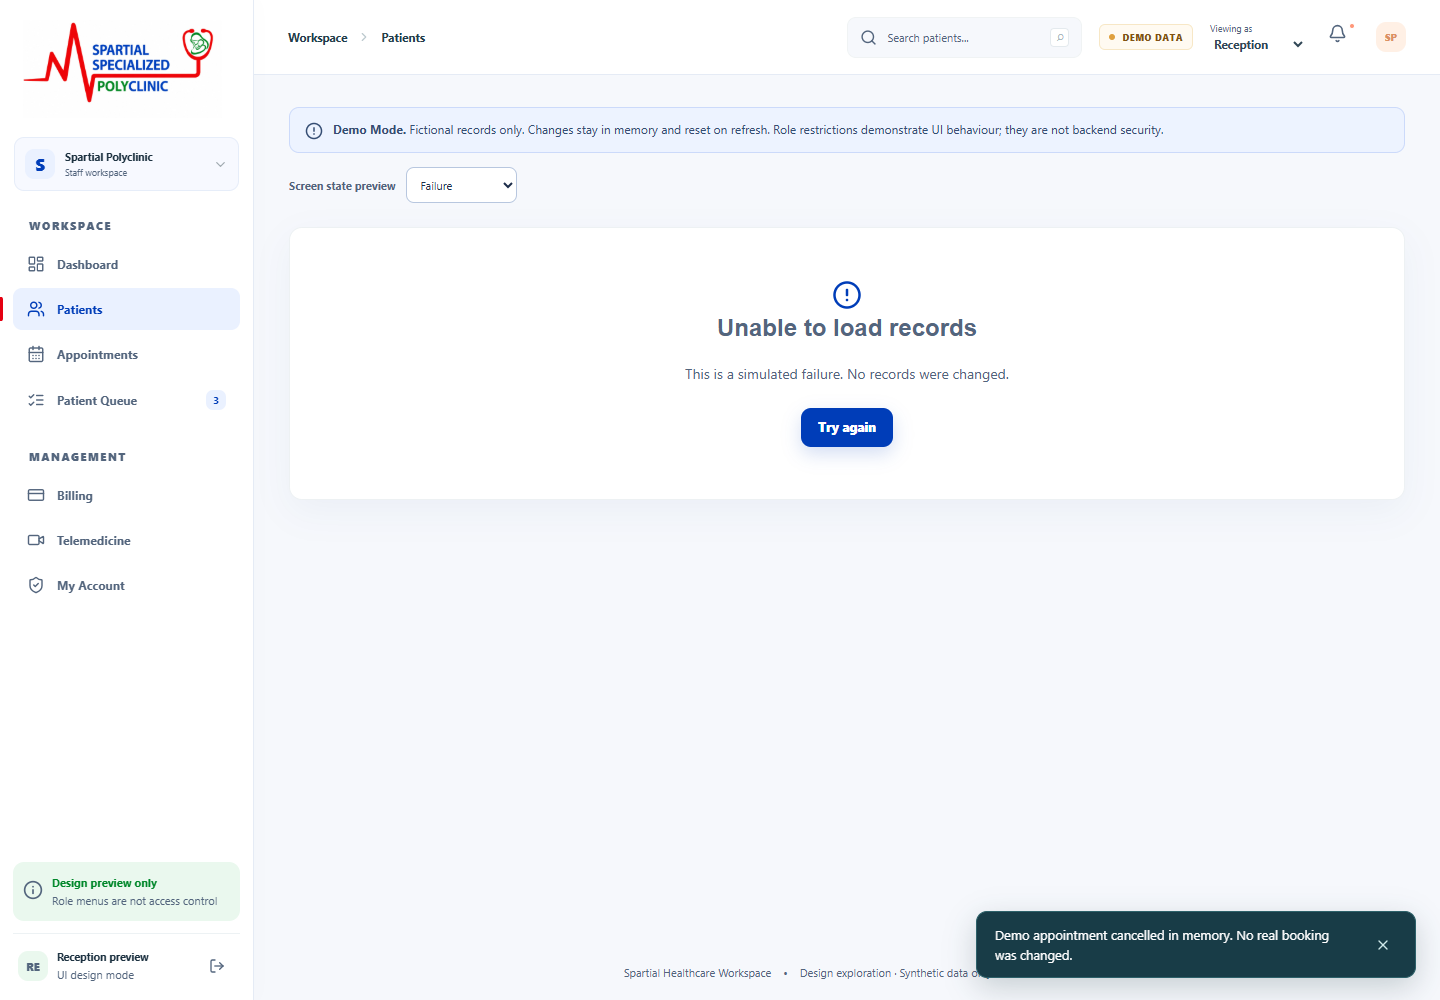 SPARTIAL
SPECIALIZED
POLYCLINIC
S
Spartial Polyclinic
Staff workspace
WORKSPACE
Dashboard
Patients
Appointments
Patient Queue
3
MANAGEMENT
Billing
Telemedicine
My Account
Design preview only
Role menus are not access control
RE
Reception preview
UI design mode
Workspace
Patients
Search patients...
DEMO DATA
Viewing as
Reception
SP
Demo Mode. Fictional records only. Changes stay in memory and reset on refresh. Role restrictions demonstrate UI behaviour; they are not backend security.
Screen state preview
Failure
Unable to load records
This is a simulated failure. No records were changed.
Try again
Spartial Healthcare Workspace • Design exploration · Synthetic data
Demo appointment cancelled in memory. No real booking
was changed.